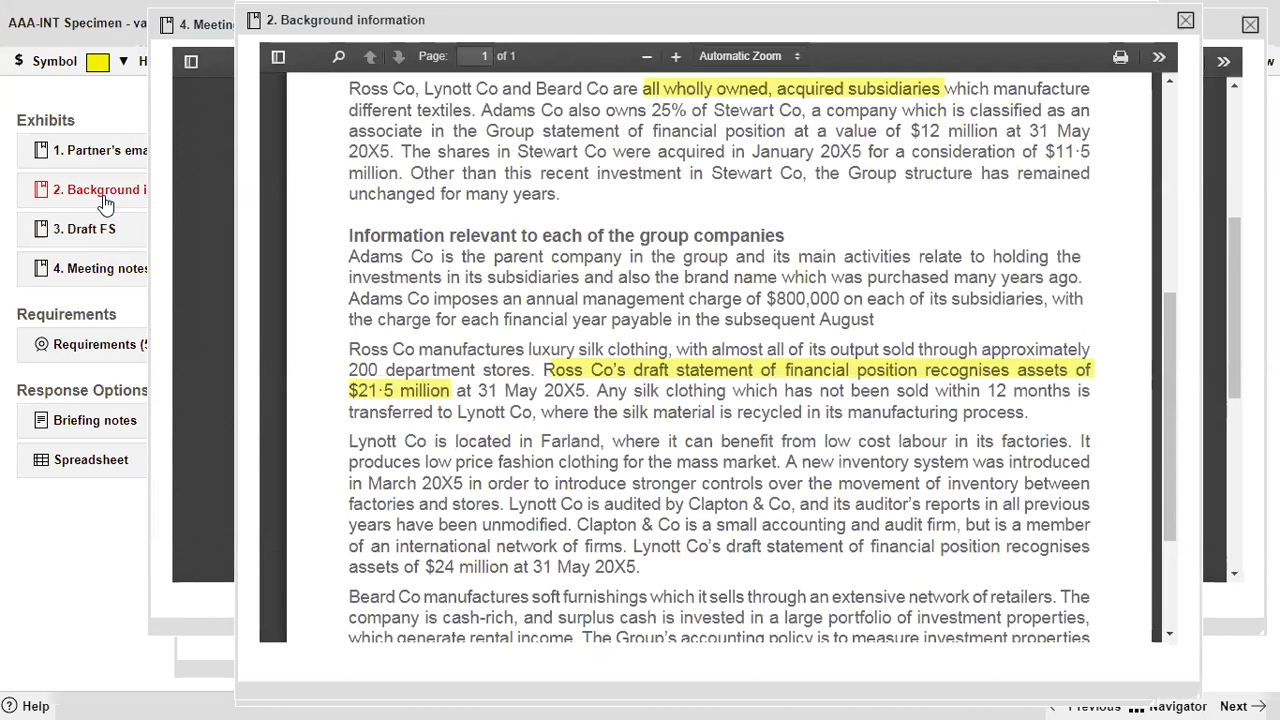 AAA-INT Specimen - va
4. Meetin
2. Background information
$ Symbol
H
Page: 1 of 1
Automatic Zoom
Exhibits
1. Partner's ema
2. Background i
3. Draft FS
4. Meeting notes
Requirements
Requirements (5
Response Options
Briefing notes
Spreadsheet
Ross Co, Lynott Co and Beard Co are all wholly owned, acquired subsidiaries which manufacture
different textiles. Adams Co also owns 25% of Stewart Co, a company which is classified as an
associate in the Group statement of financial position at a value of $12 million at 31 May
20X5. The shares in Stewart Co were acquired in January 20X5 for a consideration of $11·5
million. Other than this recent investment in Stewart Co, the Group structure has remained
unchanged for many years.
Information relevant to each of the group companies
Adams Co is the parent company in the group and its main activities relate to holding the
investments in its subsidiaries and also the brand name which was purchased many years ago.
Adams Co imposes an annual management charge of $800,000 on each of its subsidiaries, with
the charge for each financial year payable in the subsequent August
Ross Co manufactures luxury silk clothing, with almost all of its output sold through approximately
200 department stores. Ross Co's draft statement of financial position recognises assets of
$21·5 million at 31 May 20X5. Any silk clothing which has not been sold within 12 months is
transferred to Lynott Co, where the silk material is recycled in its manufacturing process.
Lynott Co is located in Farland, where it can benefit from low cost labour in its factories. It
produces low price fashion clothing for the mass market. A new inventory system was introduced
in March 20X5 in order to introduce stronger controls over the movement of inventory between
factories and stores. Lynott Co is audited by Clapton & Co, and its auditor's reports in all previous
years have been unmodified. Clapton & Co is a small accounting and audit firm, but is a member
of an international network of firms. Lynott Co's draft statement of financial position recognises
assets of $24 million at 31 May 20X5.
Beard Co manufactures soft furnishings which it sells through an extensive network of retailers. The
company is cash-rich, and surplus cash is invested in a large portfolio of investment properties,
which generate rental income. The Group's accounting policy is to measure investment properties
Help
Previous
Navigator
Next